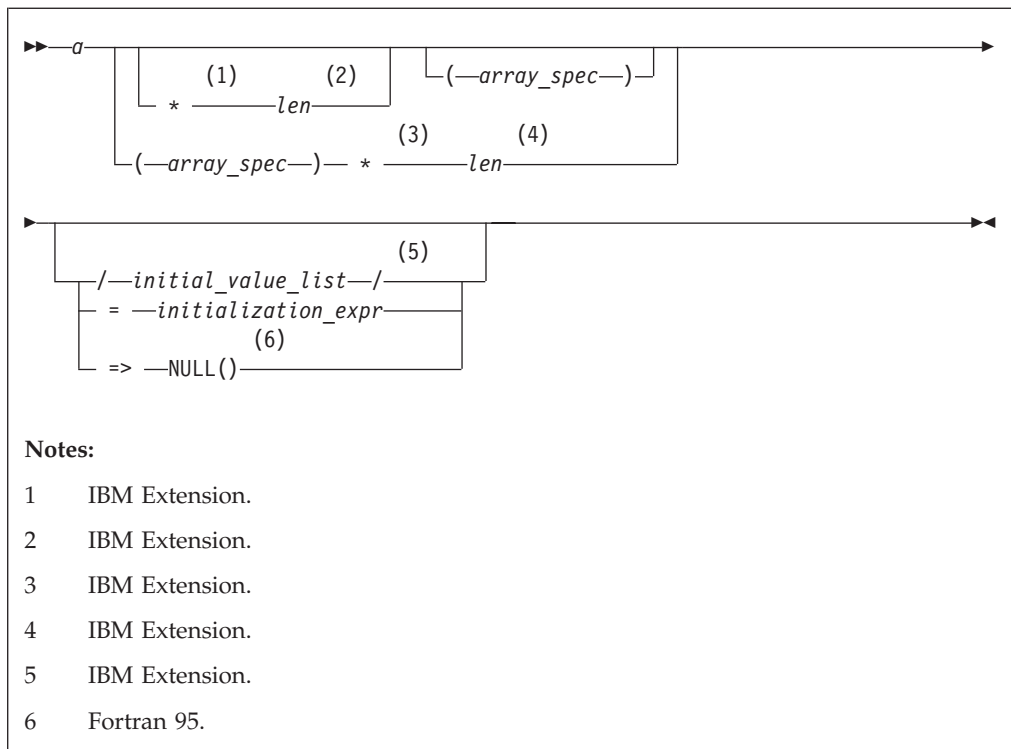 a
(1) (2)
* len (array_spec)
(3) (4)
(array_spec) * len
(5)
/initial_value_list/
= initialization_expr
(6)
=> NULL()
Notes:
1 IBM Extension.
2 IBM Extension.
3 IBM Extension.
4 IBM Extension.
5 IBM Extension.
6 Fortran 95.